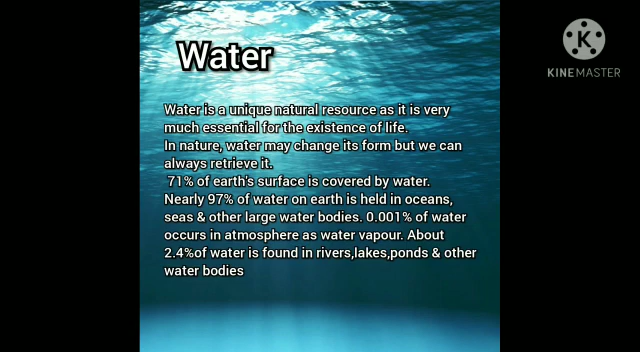 Water
KINEMASTER
Water is a unique natural resource as it is very
much essential for the existence of life.
In nature, water may change its form but we can
always retrieve it.
71% of earth's surface is covered by water.
Nearly 97% of water on earth is held in oceans,
seas & other large water bodies. 0.001% of water
occurs in atmosphere as water vapour. About
2.4%of water is found in rivers,lakes,ponds & other
water bodies